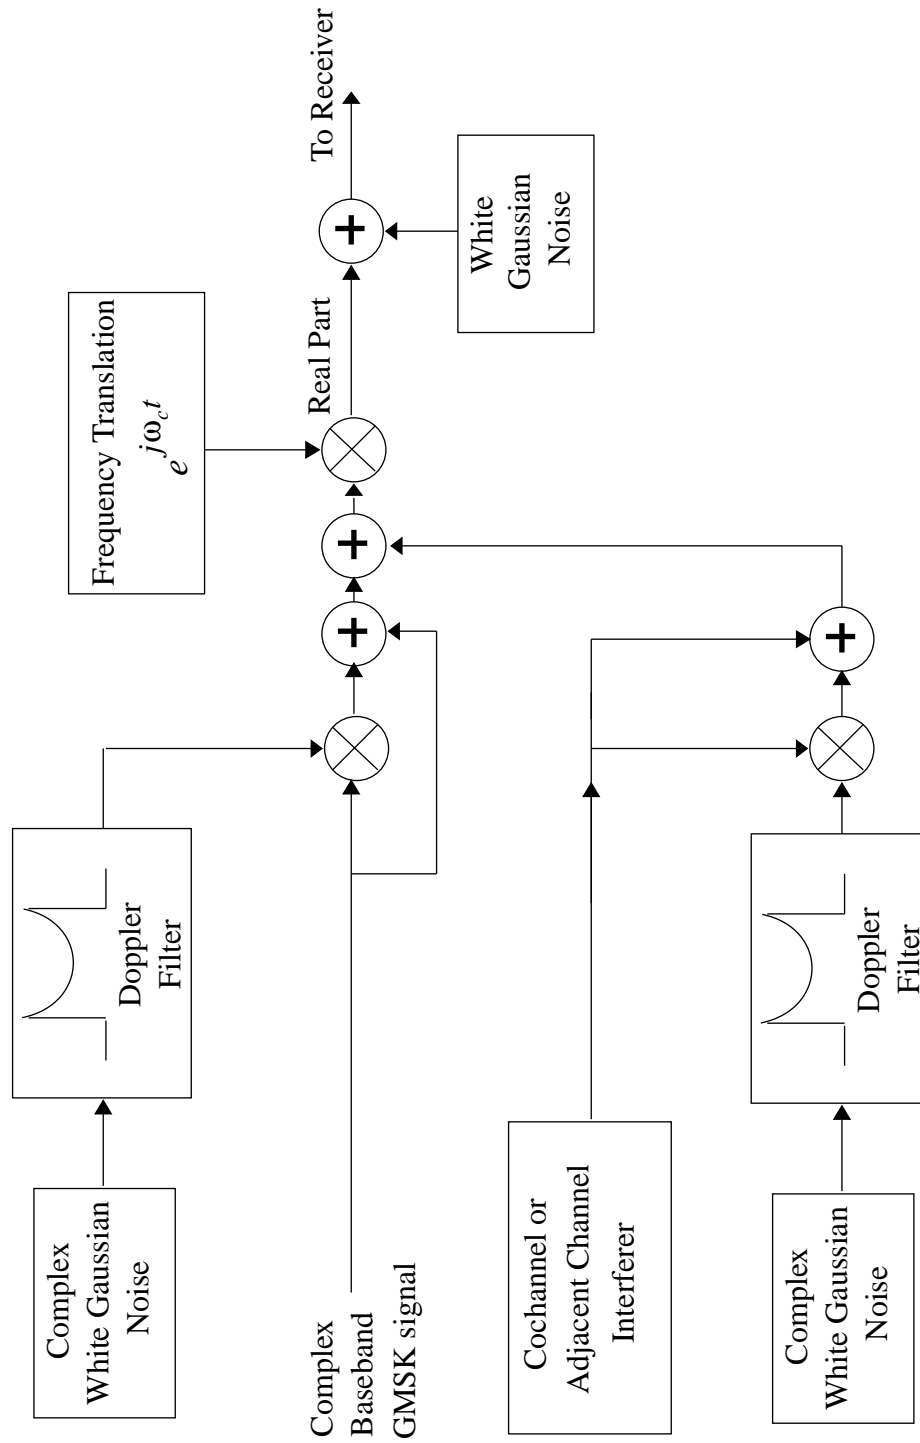 Complex
White Gaussian
Noise
Doppler
Filter
Frequency Translation
e^{jω_c t}
Complex
Baseband
GMSK signal
+
+
Real Part
+
To Receiver
White
Gaussian
Noise
Cochannel or
Adjacent Channel
Interferer
+
Complex
White Gaussian
Noise
Doppler
Filter